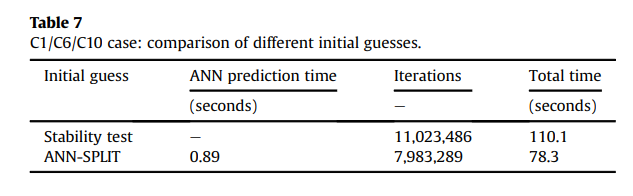 Table 7
C1/C6/C10 case: comparison of different initial guesses.
Initial guess ANN prediction time Iterations Total time
(seconds) – (seconds)
Stability test – 11,023,486 110.1
ANN-SPLIT 0.89 7,983,289 78.3